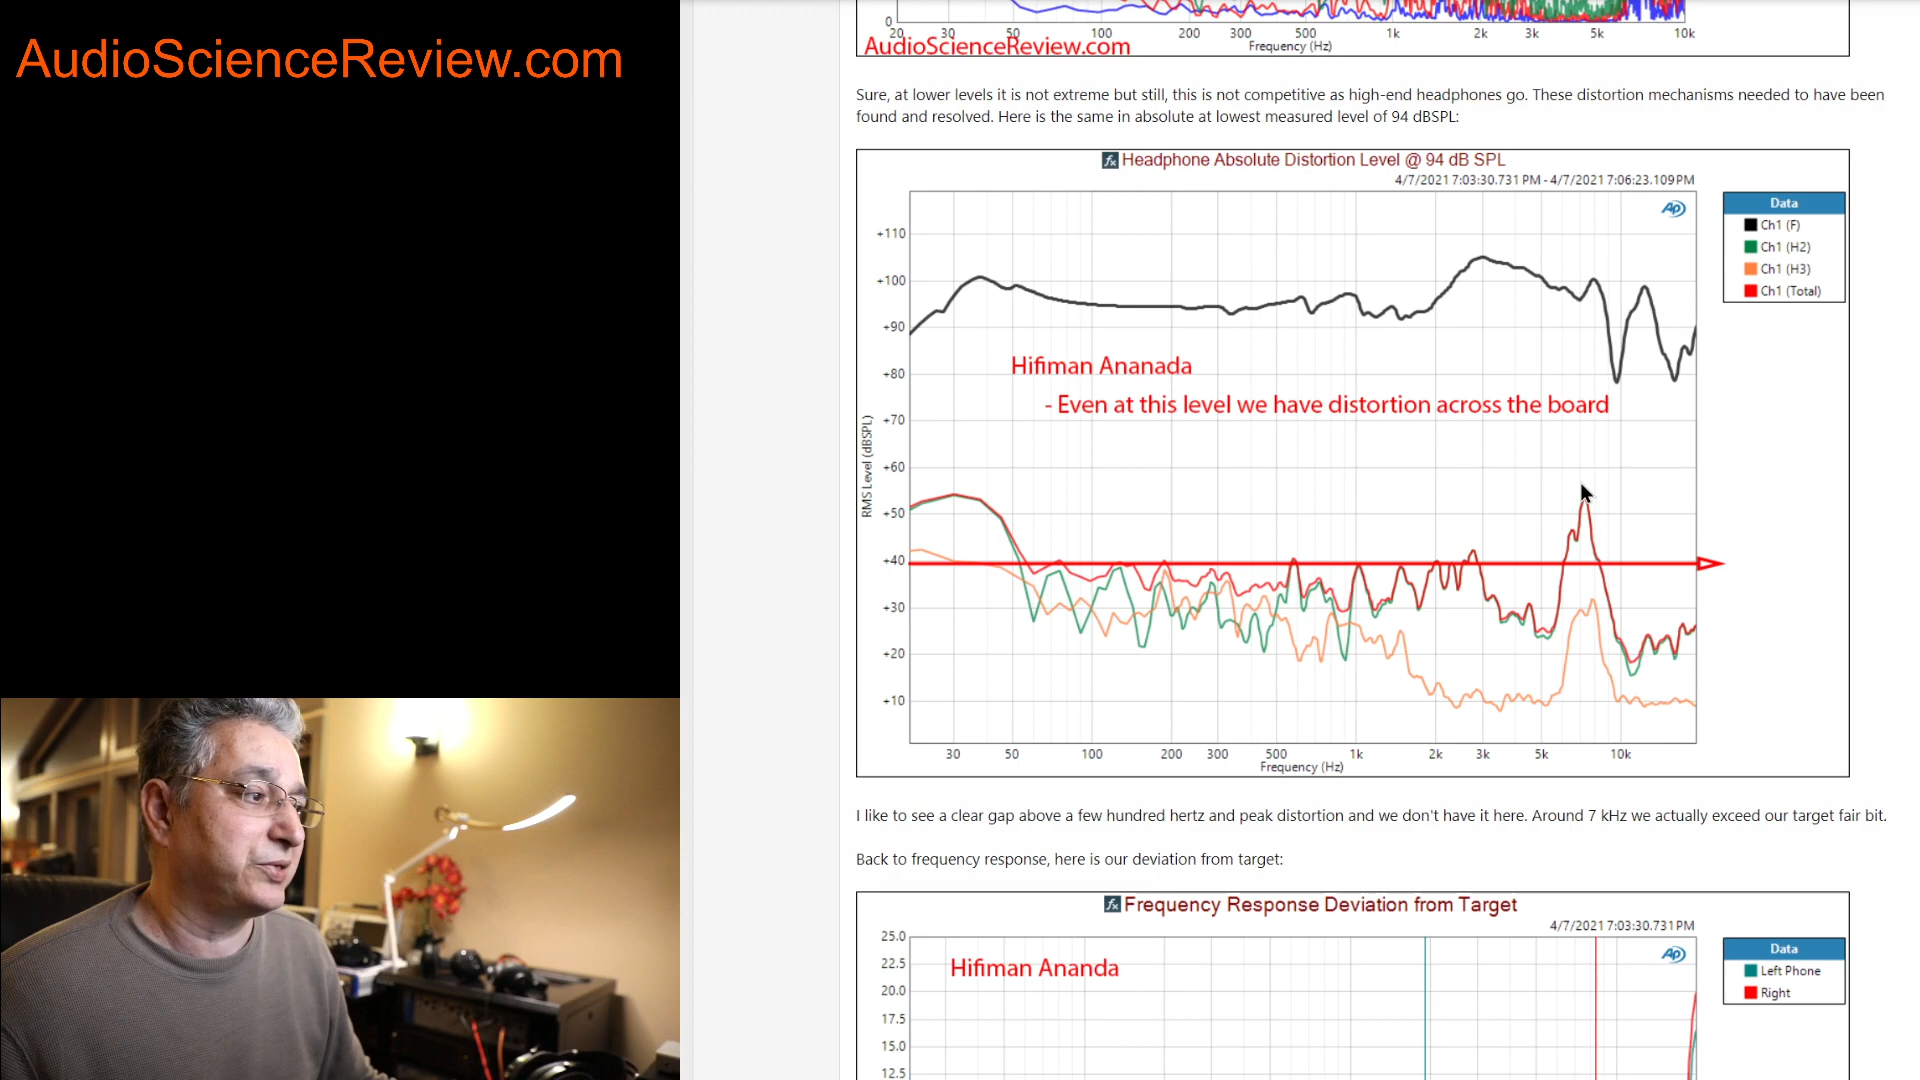 AudioScienceReview.com
0
20 30 50 100 200 300 500 1k 2k 3k 5k 10k
Frequency (Hz)
AudioScienceReview.com
Sure, at lower levels it is not extreme but still, this is not competitive as high-end headphones go. These distortion mechanisms needed to have been
found and resolved. Here is the same in absolute at lowest measured level of 94 dBSPL:
Headphone Absolute Distortion Level @ 94 dB SPL
4/7/2021 7:03:30.731 PM - 4/7/2021 7:06:23.109 PM
AP
Data
Ch1 (F)
Ch1 (H2)
Ch1 (H3)
Ch1 (Total)
+110
+100
+90
+80
+70
+60
+50
+40
+30
+20
+10
RMS Level (dBSPL)
Hifiman Ananada
- Even at this level we have distortion across the board
30 50 100 200 300 500 1k 2k 3k 5k 10k
Frequency (Hz)
I like to see a clear gap above a few hundred hertz and peak distortion and we don't have it here. Around 7 kHz we actually exceed our target fair bit.
Back to frequency response, here is our deviation from target:
Frequency Response Deviation from Target
4/7/2021 7:03:30.731 PM
AP
Data
Left Phone
Right
25.0
22.5
20.0
17.5
15.0
12.5
Hifiman Ananda